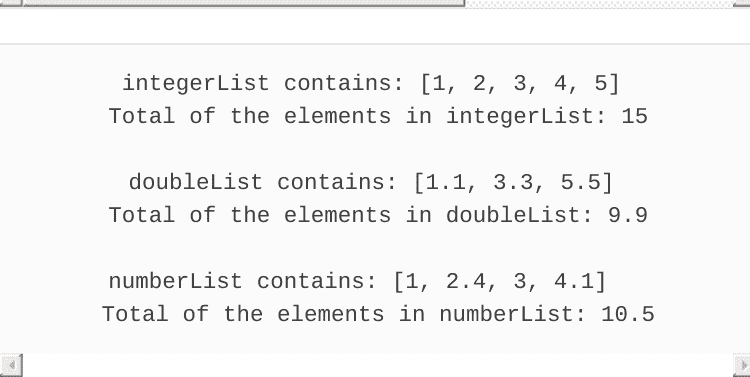 integerList contains: [1, 2, 3, 4, 5]
Total of the elements in integerList: 15
doubleList contains: [1.1, 3.3, 5.5]
Total of the elements in doubleList: 9.9
numberList contains: [1, 2.4, 3, 4.1]
Total of the elements in numberList: 10.5